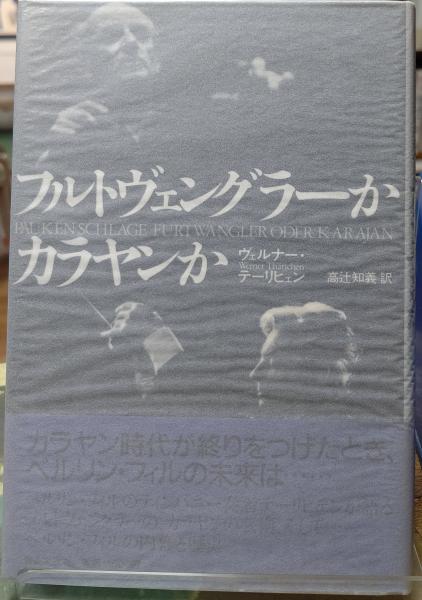 フルトヴェングラーか
PAUKENSCHLÄGE FURTWÄNGLER ODER KARAJAN
カラヤンか
ヴェルナー・
Werner Thärichen
テーリヒェン
高辻知義 訳
カラヤン時代が終りをつげたとき、
ベルリン・フィルの未来は……